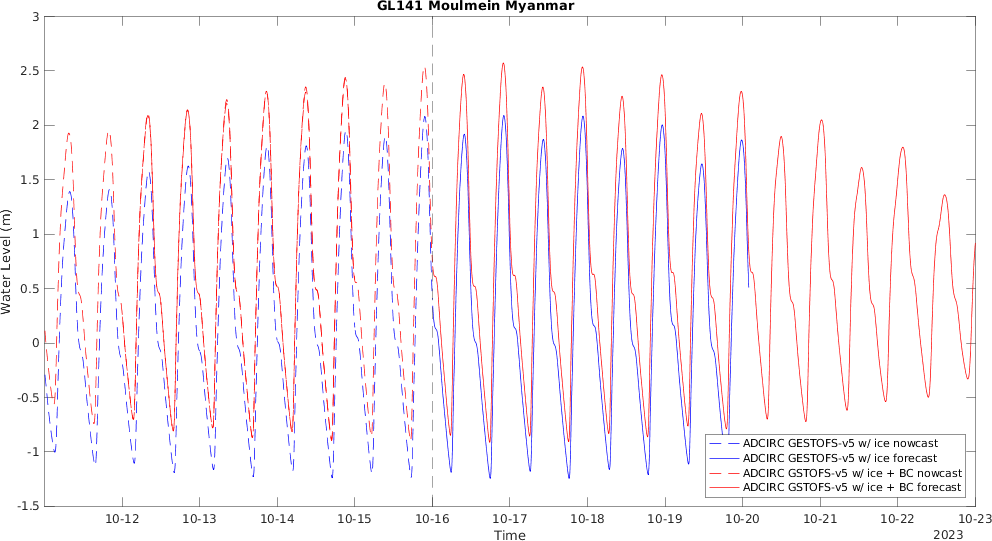 GL141 Moulmein Myanmar
3
2.5
2
1.5
1
0.5
0
-0.5
-1
-1.5
Water Level (m)
ADCIRC GESTOFS-v5 w/ ice nowcast
ADCIRC GESTOFS-v5 w/ ice forecast
ADCIRC GSTOFS-v5 w/ ice + BC nowcast
ADCIRC GSTOFS-v5 w/ ice + BC forecast
10-12 10-13 10-14 10-15 10-16 10-17 10-18 10-19 10-20 10-21 10-22 10-23
Time
2023